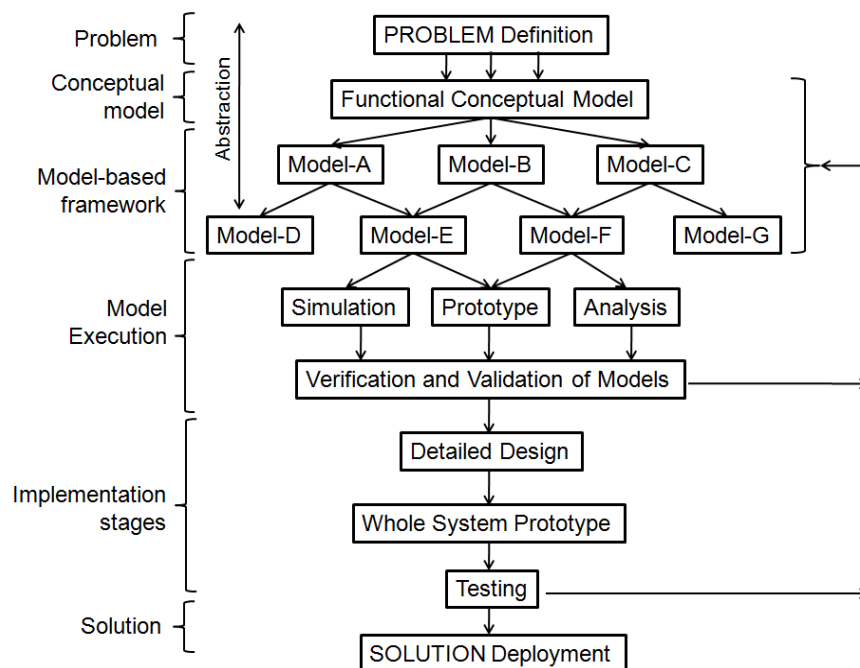 Problem
PROBLEM Definition
Conceptual
model
Functional Conceptual Model
Abstraction
Model-based
framework
Model-A
Model-B
Model-C
Model-D
Model-E
Model-F
Model-G
Model
Execution
Simulation
Prototype
Analysis
Verification and Validation of Models
Implementation
stages
Detailed Design
Whole System Prototype
Testing
Solution
SOLUTION Deployment